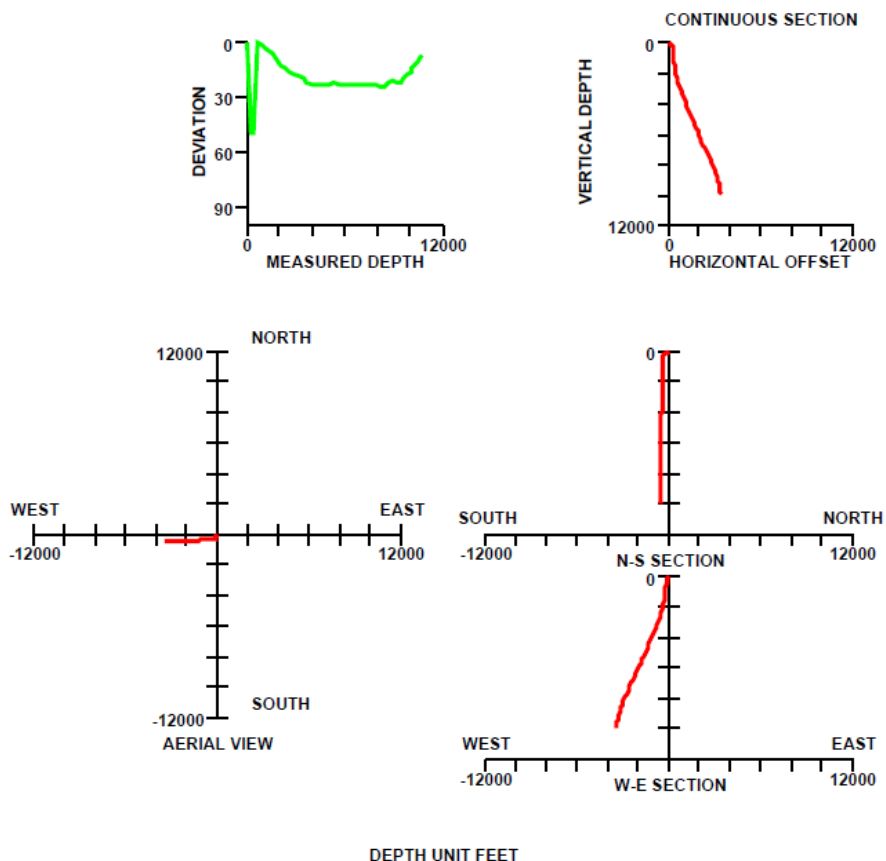 CONTINUOUS SECTION
0
30
60
90
DEVIATION
0
12000
MEASURED DEPTH
0
12000
VERTICAL DEPTH
0
12000
HORIZONTAL OFFSET
12000
NORTH
WEST
EAST
-12000
12000
-12000
SOUTH
AERIAL VIEW
0
SOUTH
NORTH
-12000
12000
N-S SECTION
0
WEST
EAST
-12000
12000
W-E SECTION
DEPTH UNIT FEET